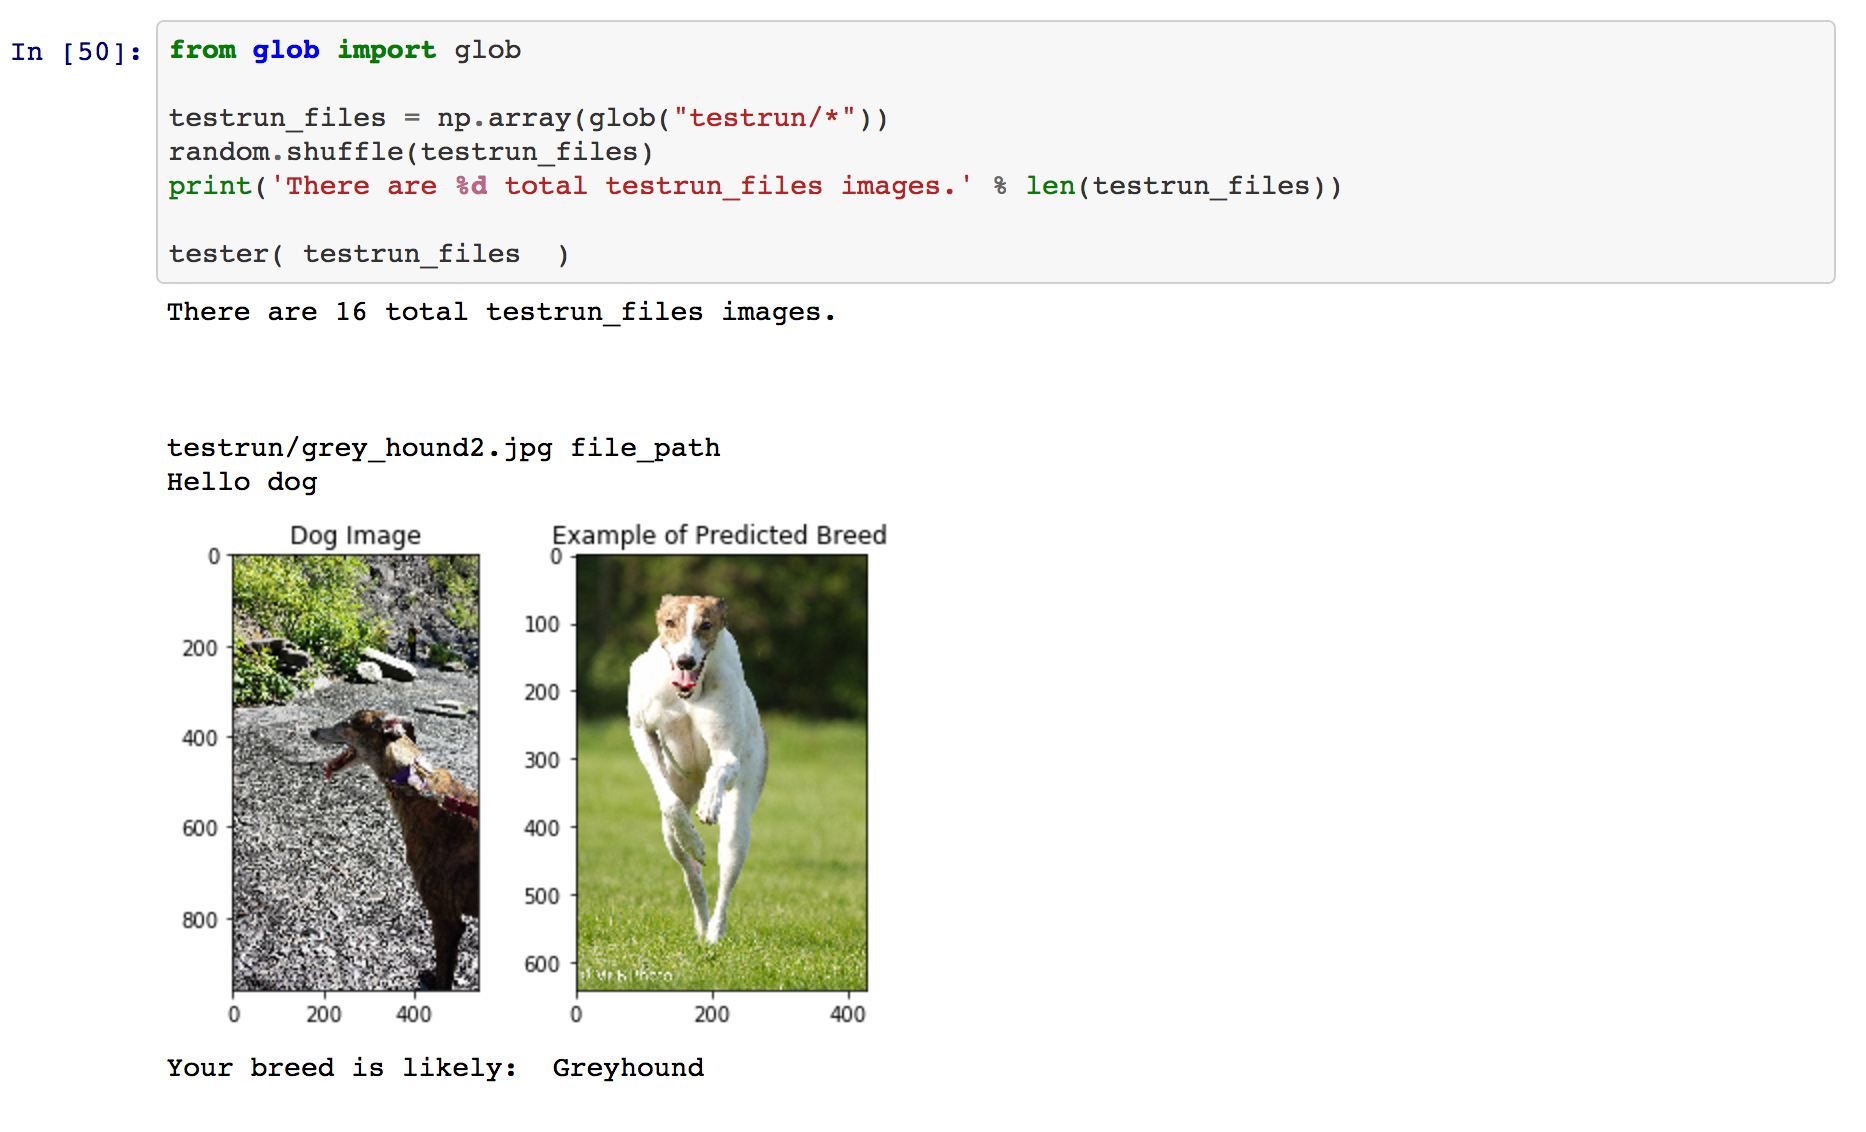 In [50]:
from glob import glob
testrun_files = np.array(glob("testrun/*"))
random.shuffle(testrun_files)
print('There are %d total testrun_files images.' % len(testrun_files))
tester( testrun_files  )
There are 16 total testrun_files images.
testrun/grey_hound2.jpg file_path
Hello dog
Dog Image
0
200
400
600
800
0 200 400
Example of Predicted Breed
0
100
200
300
400
500
600
0 200 400
Your breed is likely:  Greyhound